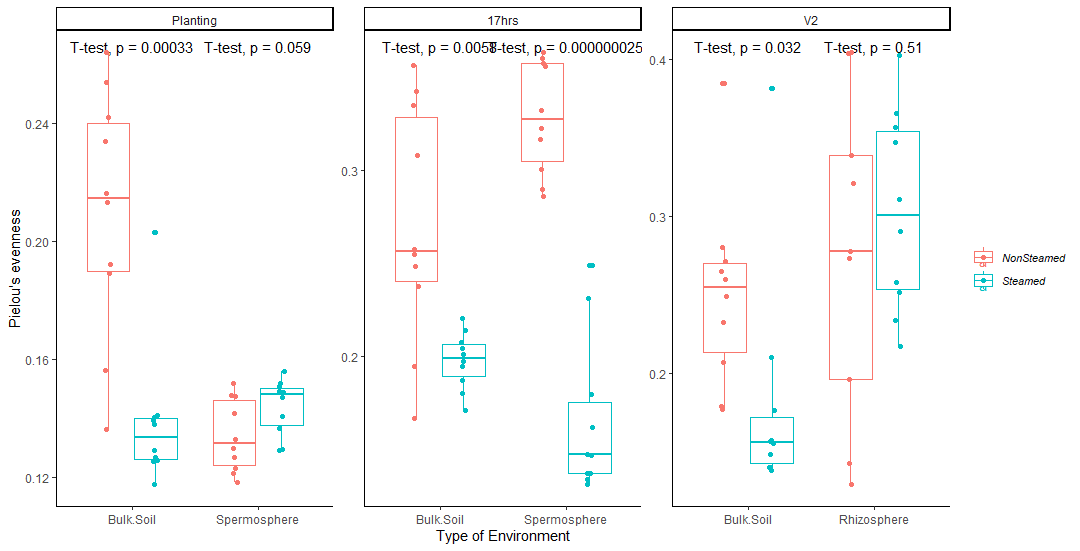 Planting
17hrs
V2
T-test, p = 0.00033
T-test, p = 0.059
T-test, p = 0.0058
T-test, p = 0.000000025
T-test, p = 0.032
T-test, p = 0.51
Pielou's evenness
0.24
0.20
0.16
0.12
0.3
0.2
0.4
0.3
0.2
Bulk.Soil
Spermosphere
Bulk.Soil
Spermosphere
Bulk.Soil
Rhizosphere
Type of Environment
a
NonSteamed
a
Steamed